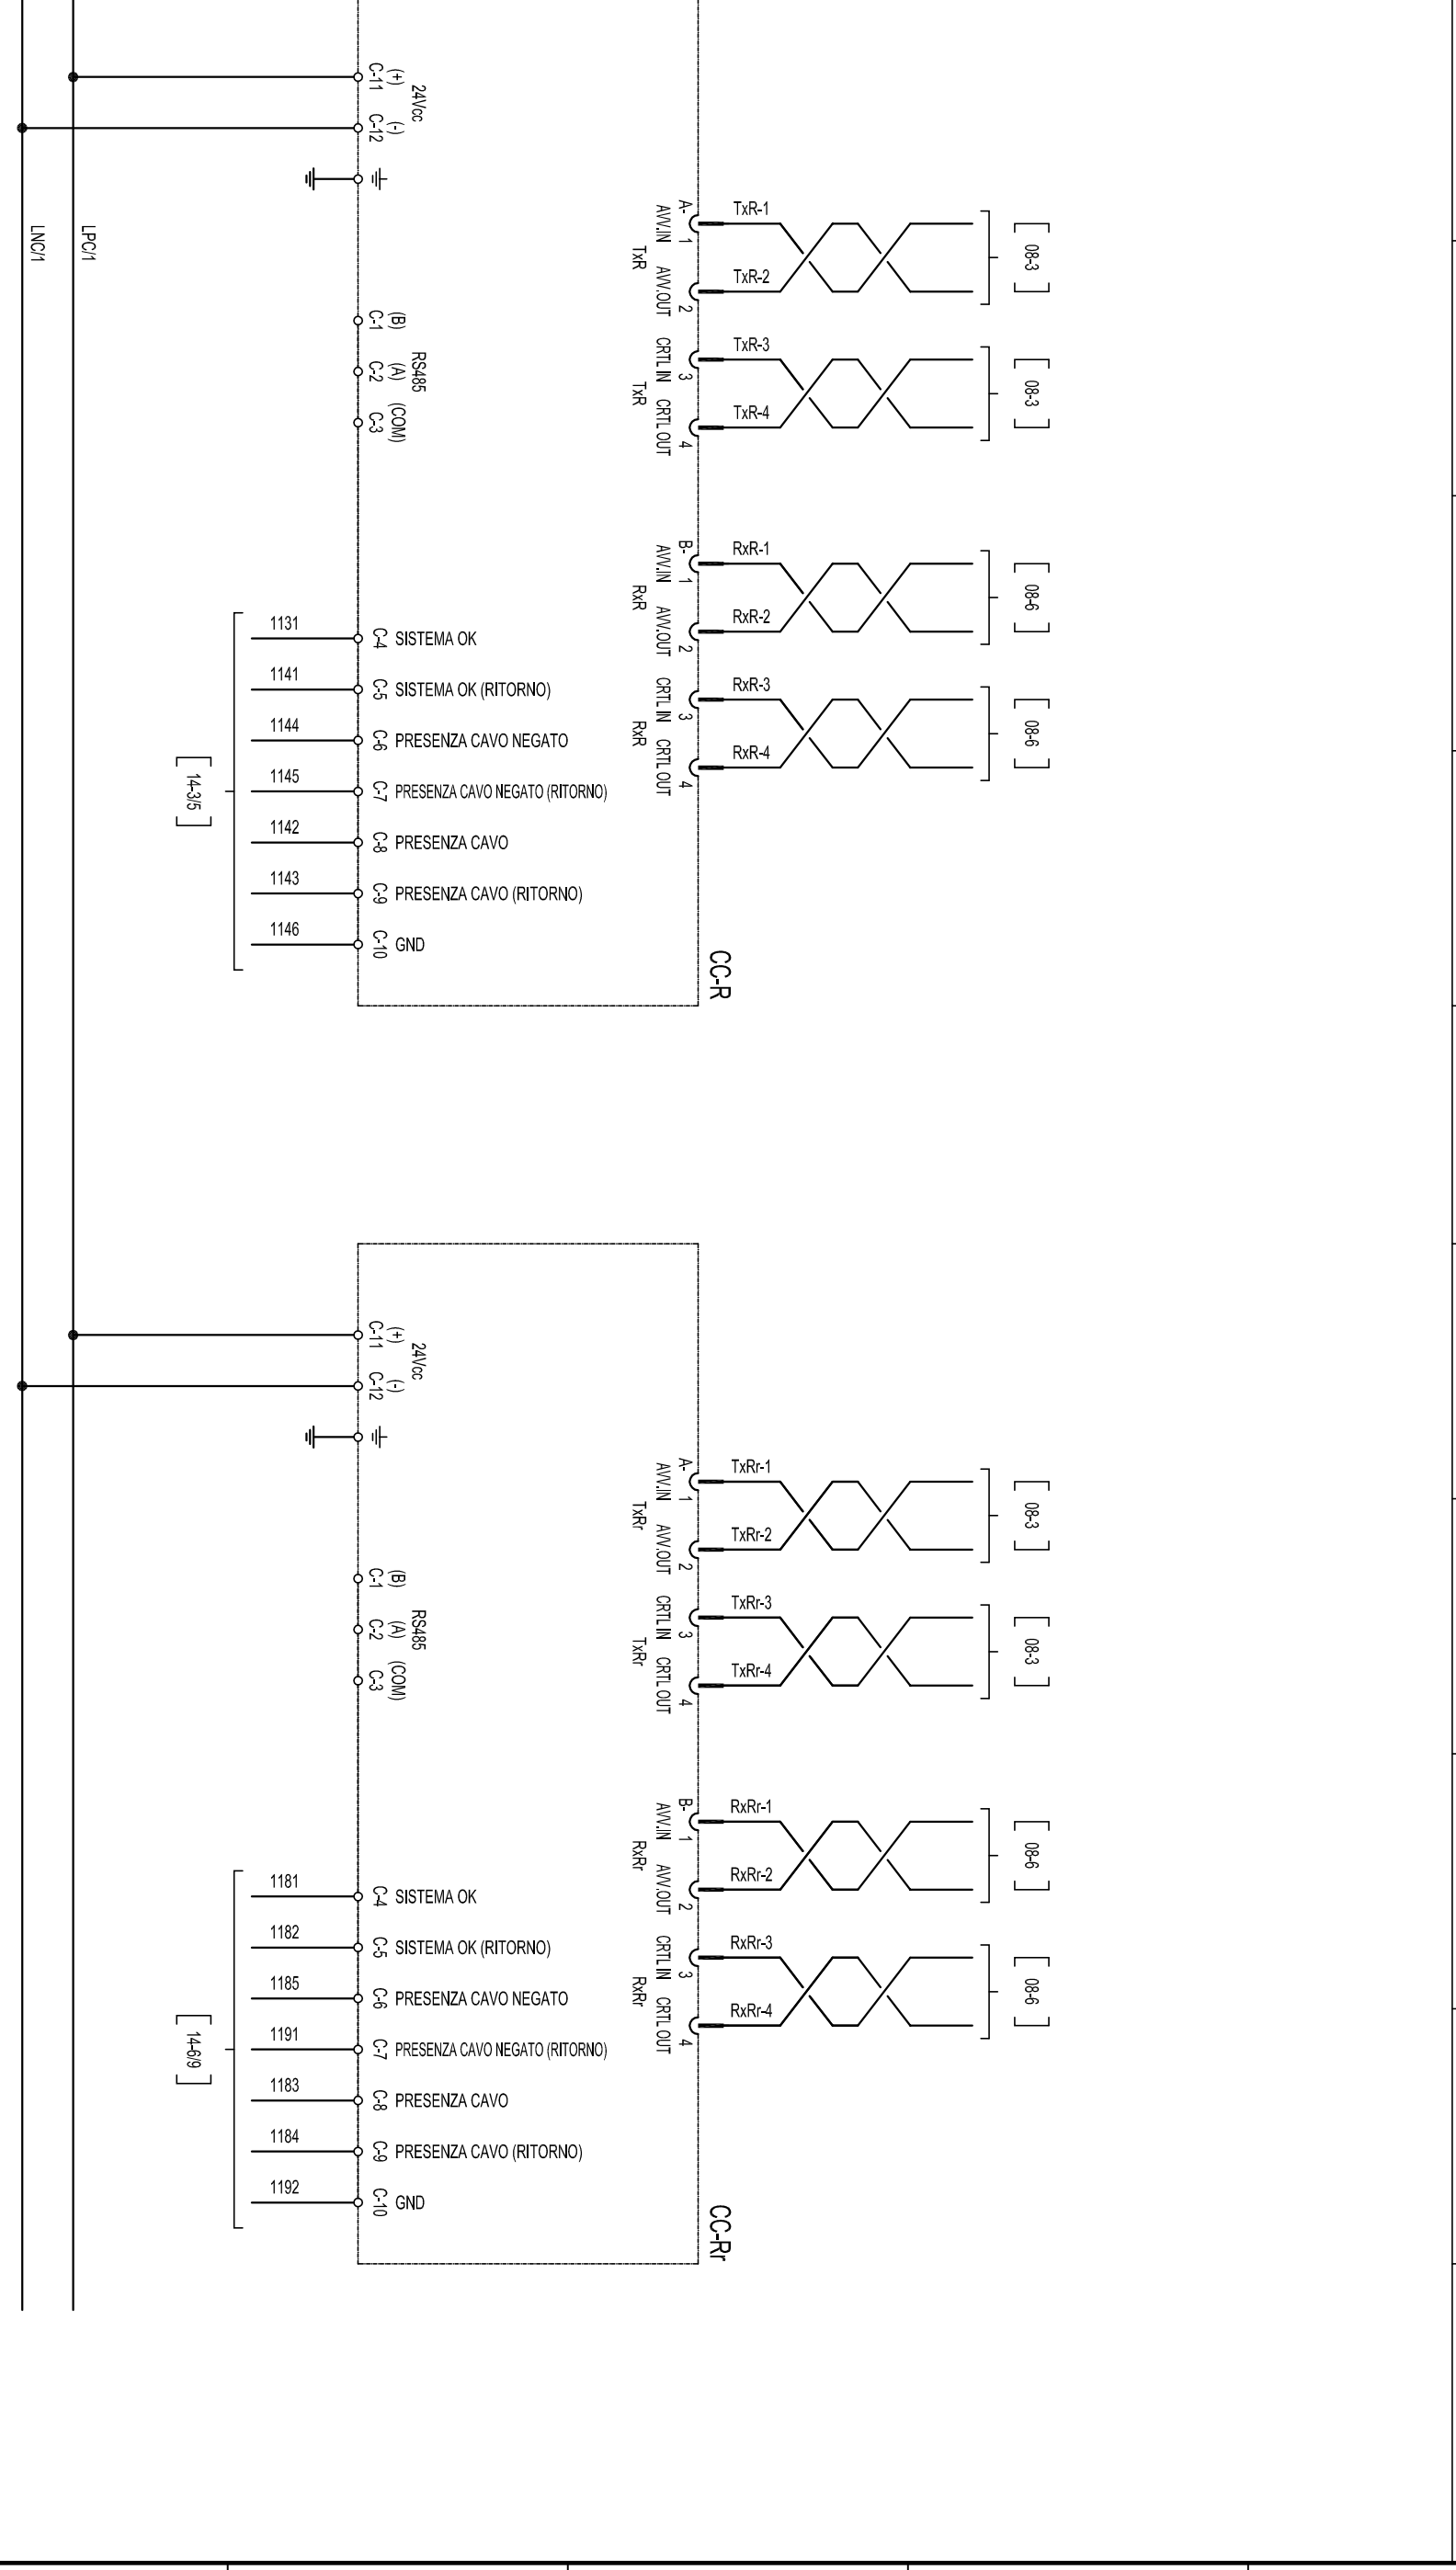 C-11 (+)
24Vcc
C-12 (-)
LNC/1
LPC/1
C-1 (B)
RS485
C-2 (A)
C-3 (COM)
A-
AVV.IN 1
TxR
AVV.OUT 2
CRTL IN 3
TxR
CRTL OUT 4
B-
AVV.IN 1
RxR
AVV.OUT 2
CRTL IN 3
RxR
CRTL OUT 4
TxR-1
TxR-2
08-3
TxR-3
TxR-4
08-3
RxR-1
RxR-2
08-6
RxR-3
RxR-4
08-6
1131 C-4 SISTEMA OK
1141 C-5 SISTEMA OK (RITORNO)
1144 C-6 PRESENZA CAVO NEGATO
1145 C-7 PRESENZA CAVO NEGATO (RITORNO)
1142 C-8 PRESENZA CAVO
1143 C-9 PRESENZA CAVO (RITORNO)
1146 C-10 GND
14-3/5
CC-R
C-11 (+)
24Vcc
C-12 (-)
C-1 (B)
RS485
C-2 (A)
C-3 (COM)
A-
AVV.IN 1
TxRr
AVV.OUT 2
CRTL IN 3
TxRr
CRTL OUT 4
B-
AVV.IN 1
RxRr
AVV.OUT 2
CRTL IN 3
RxRr
CRTL OUT 4
TxRr-1
TxRr-2
08-3
TxRr-3
TxRr-4
08-3
RxRr-1
RxRr-2
08-6
RxRr-3
RxRr-4
08-6
1181 C-4 SISTEMA OK
1182 C-5 SISTEMA OK (RITORNO)
1185 C-6 PRESENZA CAVO NEGATO
1191 C-7 PRESENZA CAVO NEGATO (RITORNO)
1183 C-8 PRESENZA CAVO
1184 C-9 PRESENZA CAVO (RITORNO)
1192 C-10 GND
14-6/9
CC-Rr